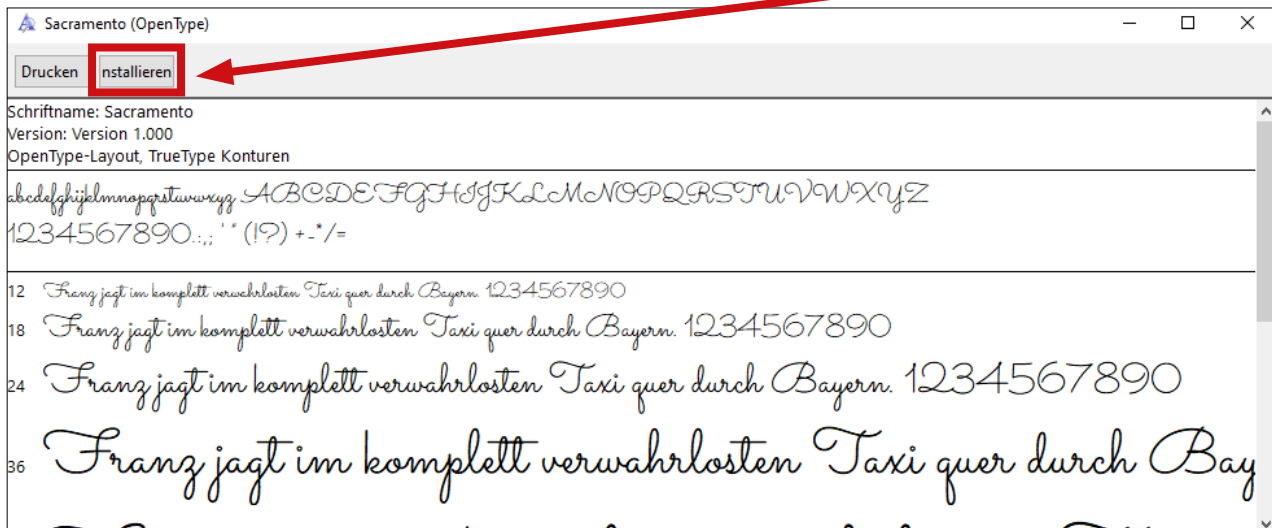 Sacramento (OpenType)
Drucken nstallieren
Schriftname: Sacramento
Version: Version 1.000
OpenType-Layout, TrueType Konturen
abcdefghijklmnopqrstuvwxyz ABCDEFGHIJKLMNOPQRSTUVWXYZ
1234567890.:,; ' " (!?) +-*/=
12 Franz jagt im komplett verwahrlosten Taxi quer durch Bayern. 1234567890
18 Franz jagt im komplett verwahrlosten Taxi quer durch Bayern. 1234567890
24 Franz jagt im komplett verwahrlosten Taxi quer durch Bayern. 1234567890
36 Franz jagt im komplett verwahrlosten Taxi quer durch Bay